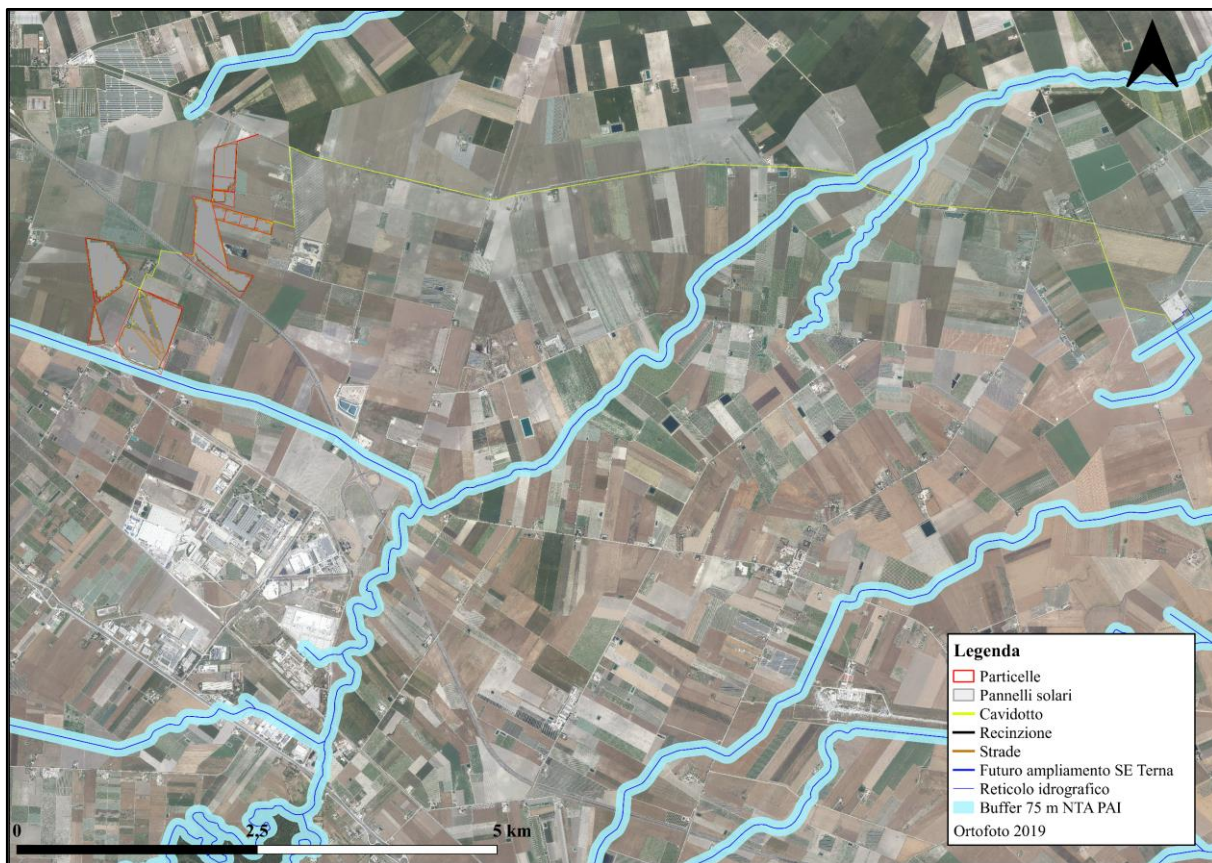 Legenda
Particelle
Pannelli solari
Cavidotto
Recinzione
Strade
Futuro ampliamento SE Terna
Reticolo idrografico
Buffer 75 m NTA PAI
Ortofoto 2019
0 2,5 5 km